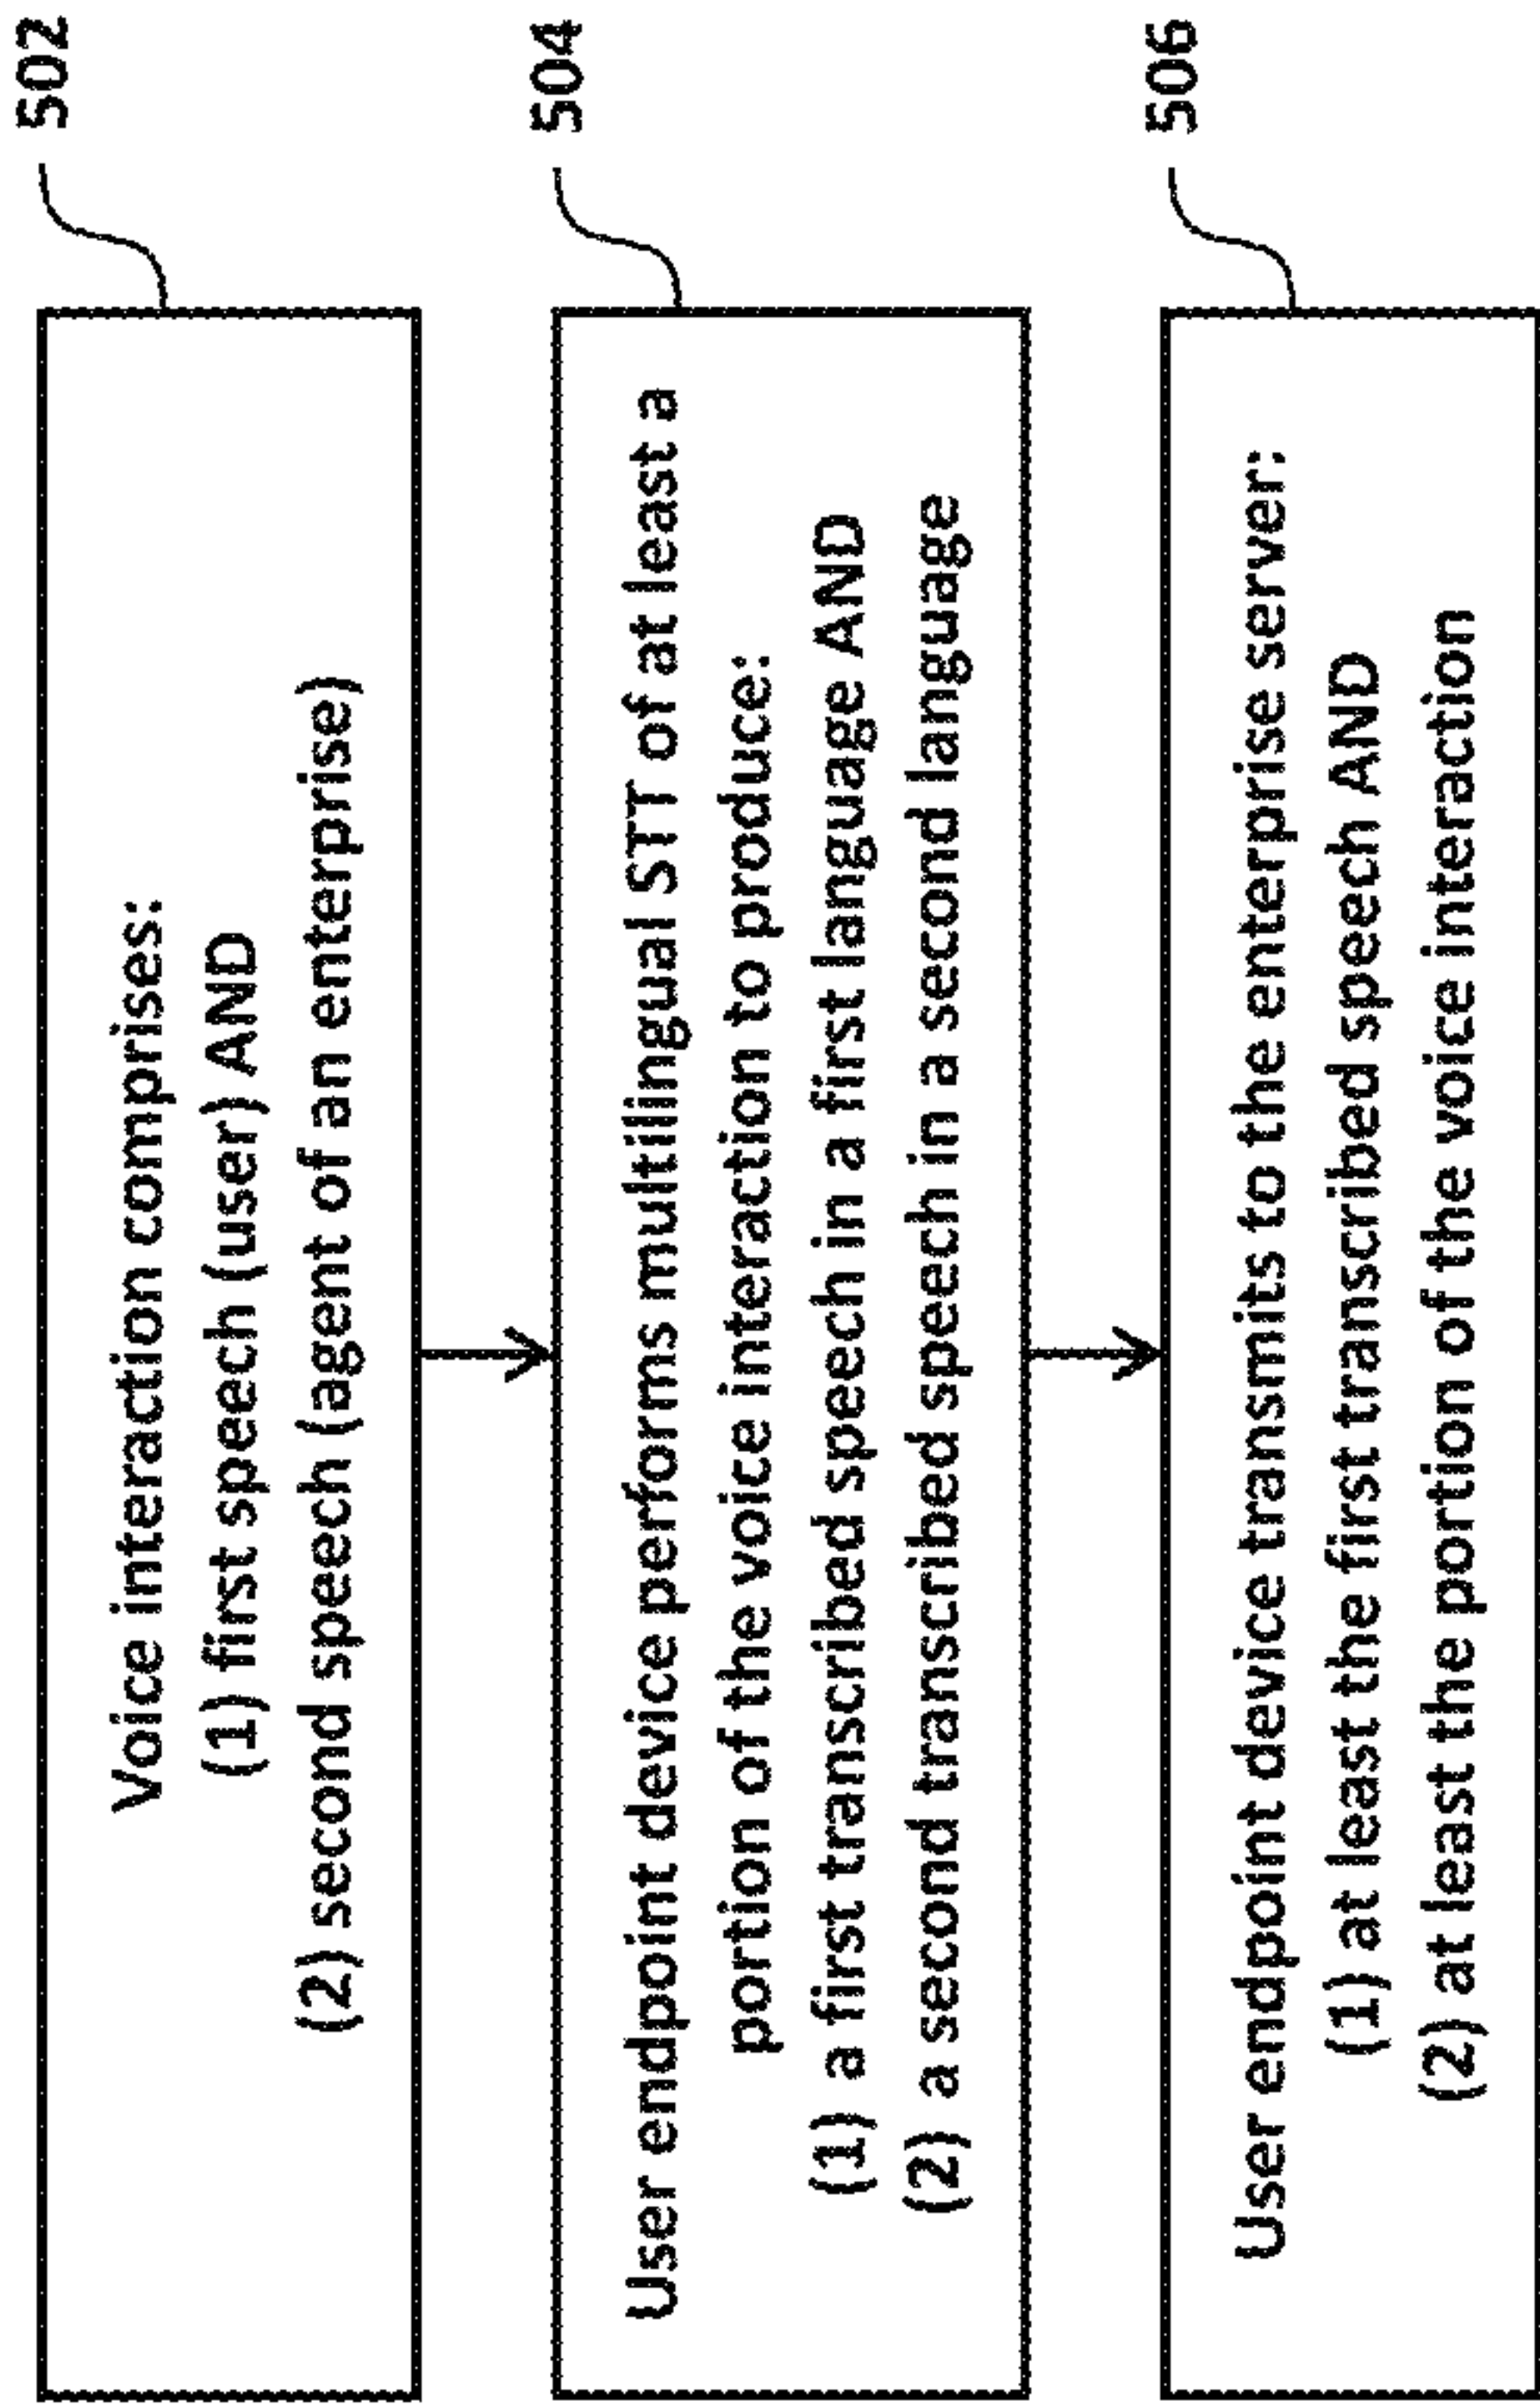 502
Voice interaction comprises:
(1) first speech (user) AND
(2) second speech (agent of an enterprise)
504
User endpoint device performs multilingual STT of at least a
portion of the voice interaction to produce:
(1) a first transcribed speech in a first language AND
(2) a second transcribed speech in a second language
506
User endpoint device transmits to the enterprise server:
(1) at least the first transcribed speech AND
(2) at least the portion of the voice interaction